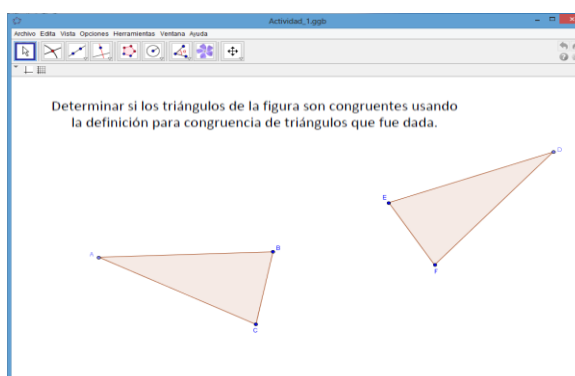 Actividad_1.ggb
Archivo Edita Vista Opciones Herramientas Ventana Ayuda
Determinar si los triángulos de la figura son congruentes usando
la definición para congruencia de triángulos que fue dada.
D
E
F
A
B
C